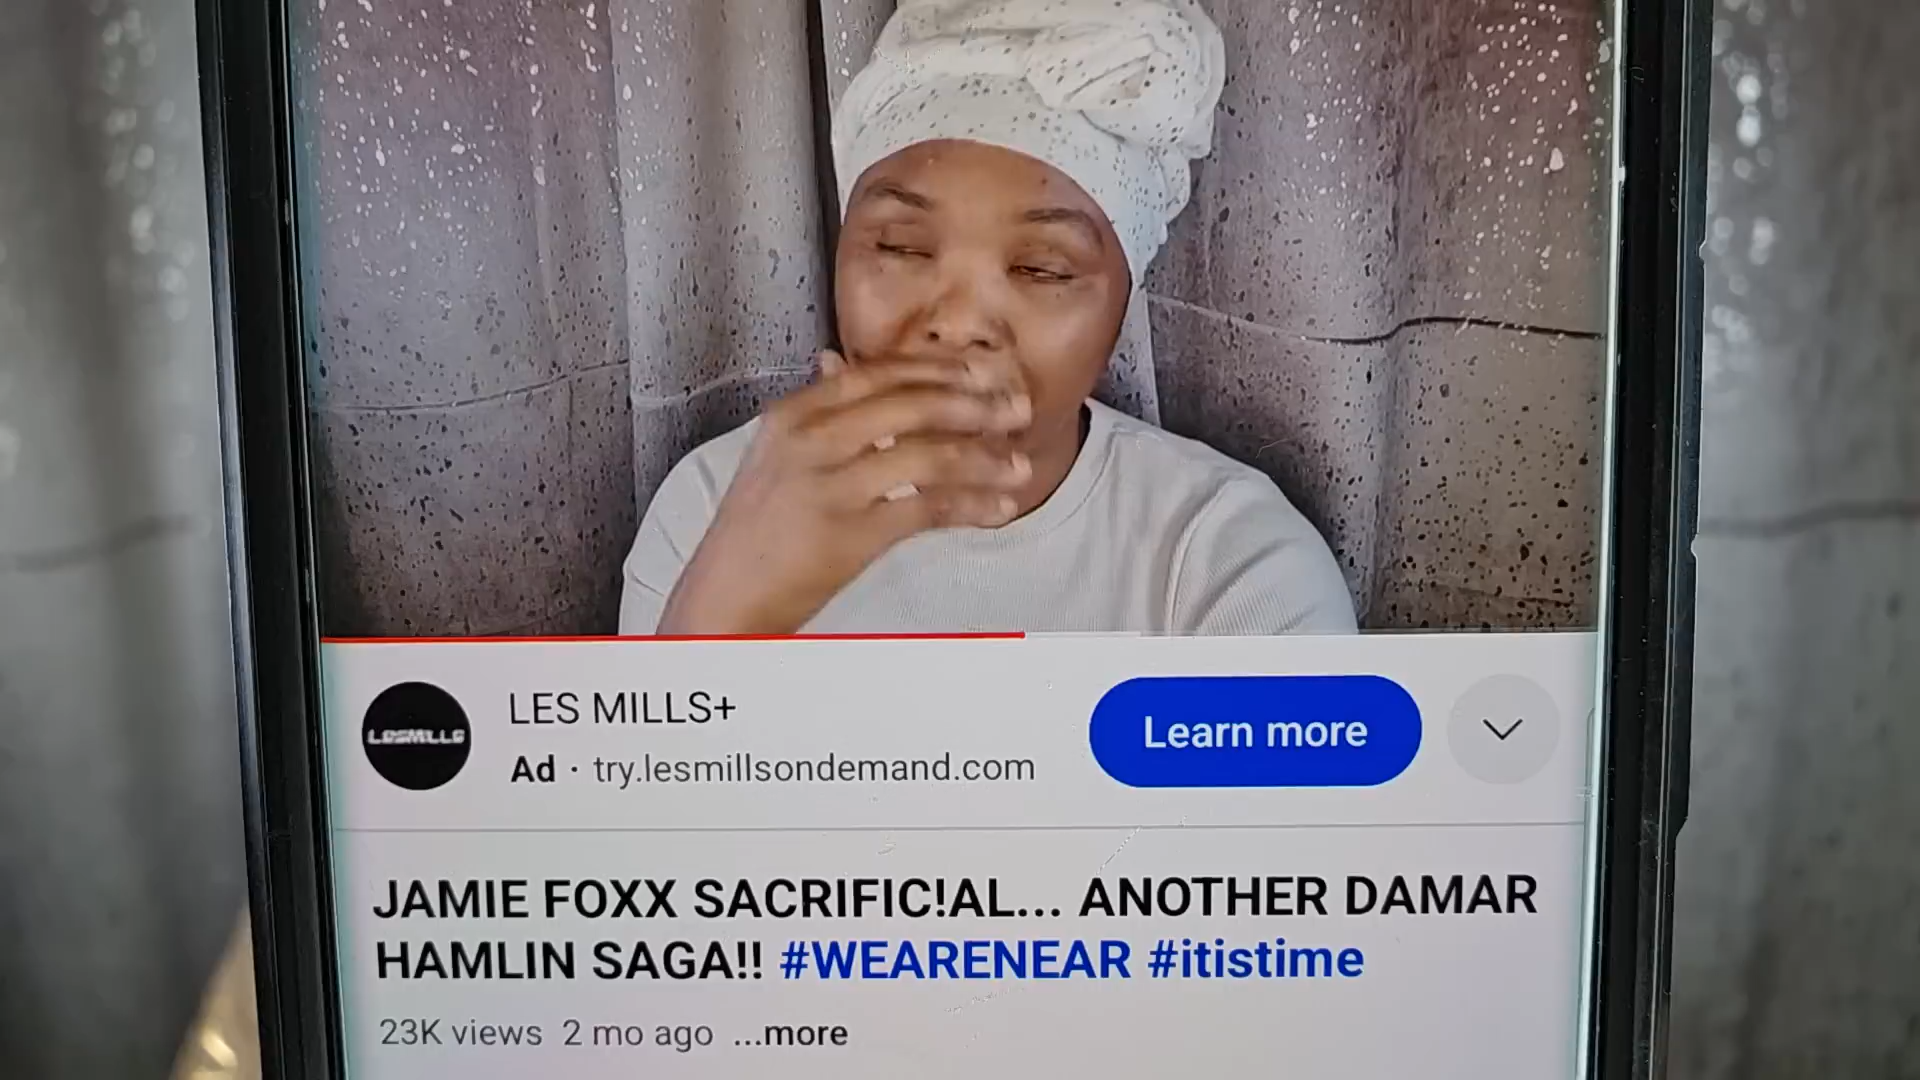 LESMILLS
LES MILLS+
Ad · try.lesmillsondemand.com
Learn more
JAMIE FOXX SACRIFIC!AL... ANOTHER DAMAR
HAMLIN SAGA!! #WEARENEAR #itistime
23K views 2 mo ago ...more